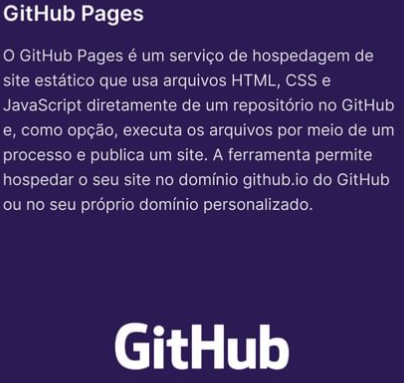 GitHub Pages
O GitHub Pages é um serviço de hospedagem de
site estático que usa arquivos HTML, CSS e
JavaScript diretamente de um repositório no GitHub
e, como opção, executa os arquivos por meio de um
processo e publica um site. A ferramenta permite
hospedar o seu site no domínio github.io do GitHub
ou no seu próprio domínio personalizado.
GitHub